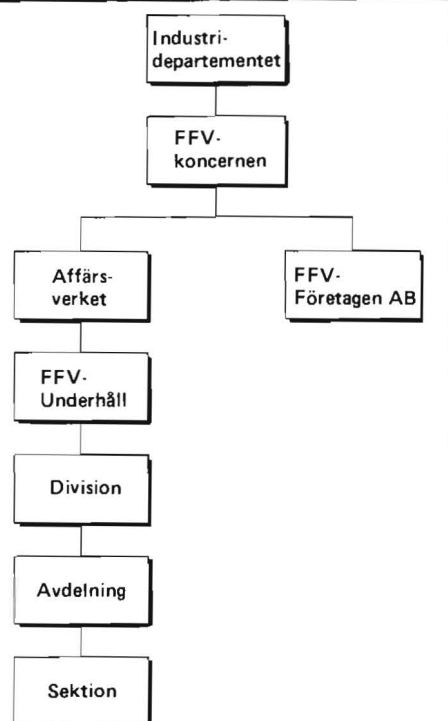 Industri-
departementet
FFV-
koncernen
Affärs-
verket
FFV-
Företagen AB
FFV-
Underhåll
Division
Avdelning
Sektion